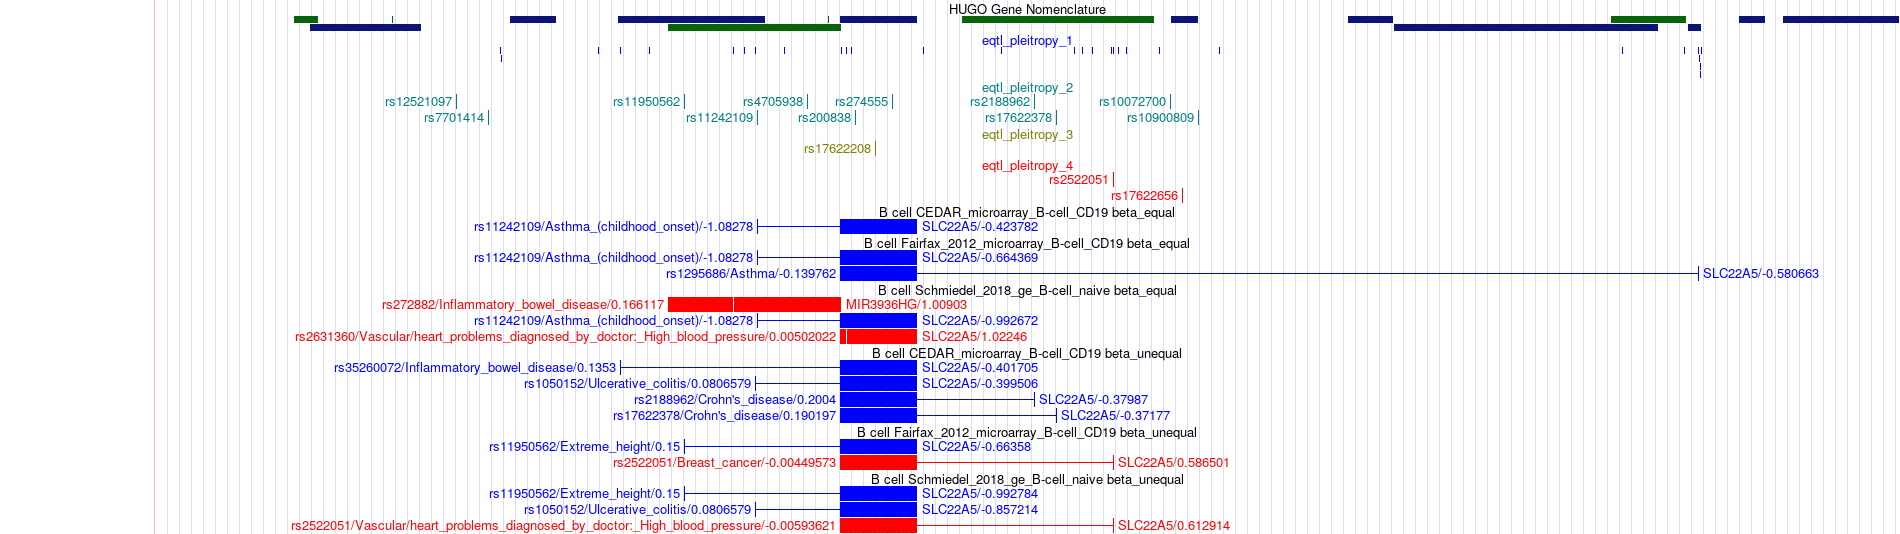 HUGO Gene Nomenclature
eqtl_pleitropy_1
eqtl_pleitropy_2
rs12521097 rs11950562 rs4705938 rs274555 rs2188962 rs10072700
rs7701414 rs11242109 rs200838 rs17622378 rs10900809
eqtl_pleitropy_3
rs17622208
eqtl_pleitropy_4
rs2522051
rs17622656
B cell CEDAR_microarray_B-cell_CD19 beta_equal
rs11242109/Asthma_(childhood_onset)/-1.08278 SLC22A5/-0.423782
B cell Fairfax_2012_microarray_B-cell_CD19 beta_equal
rs11242109/Asthma_(childhood_onset)/-1.08278 SLC22A5/-0.664369
rs1295686/Asthma/-0.139762 SLC22A5/-0.580663
B cell Schmiedel_2018_ge_B-cell_naive beta_equal
rs272882/Inflammatory_bowel_disease/0.166117 MIR3936HG/1.00903
rs11242109/Asthma_(childhood_onset)/-1.08278 SLC22A5/-0.992672
rs2631360/Vascular/heart_problems_diagnosed_by_doctor:_High_blood_pressure/0.00502022 SLC22A5/1.02246
B cell CEDAR_microarray_B-cell_CD19 beta_unequal
rs35260072/Inflammatory_bowel_disease/0.1353 SLC22A5/-0.401705
rs1050152/Ulcerative_colitis/0.0806579 SLC22A5/-0.399506
rs2188962/Crohn's_disease/0.2004 SLC22A5/-0.37987
rs17622378/Crohn's_disease/0.190197 SLC22A5/-0.37177
B cell Fairfax_2012_microarray_B-cell_CD19 beta_unequal
rs11950562/Extreme_height/0.15 SLC22A5/-0.66358
rs2522051/Breast_cancer/-0.00449573 SLC22A5/0.586501
B cell Schmiedel_2018_ge_B-cell_naive beta_unequal
rs11950562/Extreme_height/0.15 SLC22A5/-0.992784
rs1050152/Ulcerative_colitis/0.0806579 SLC22A5/-0.857214
rs2522051/Vascular/heart_problems_diagnosed_by_doctor:_High_blood_pressure/-0.00593621 SLC22A5/0.612914